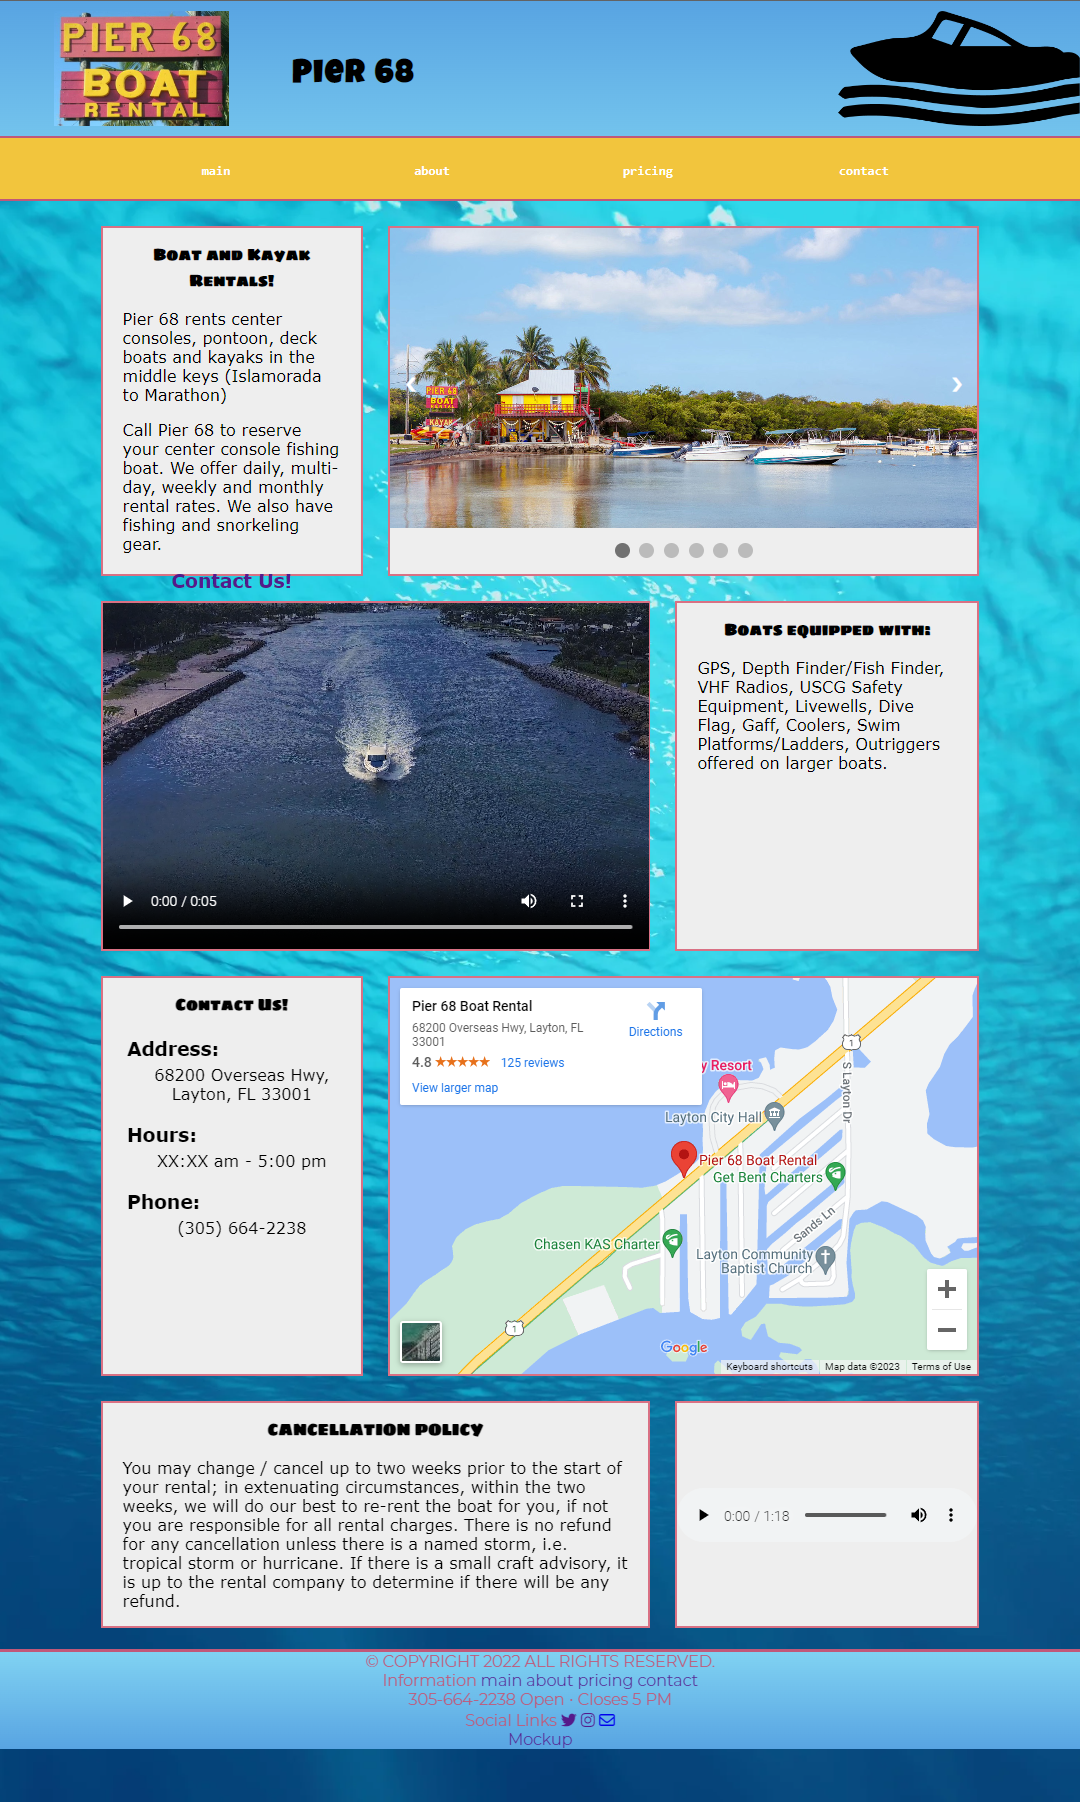 PIER 68
BOAT
RENTAL
Pier 68
main
about
pricing
contact
Boat and Kayak
Rentals!
Pier 68 rents center
consoles, pontoon, deck
boats and kayaks in the
middle keys (Islamorada
to Marathon)
Call Pier 68 to reserve
your center console fishing
boat. We offer daily, multi-
day, weekly and monthly
rental rates. We also have
fishing and snorkeling
gear.
Contact Us!
PIER 68
BOAT
RENTAL
KAYAK
0:00 / 0:05
Boats equipped with:
GPS, Depth Finder/Fish Finder,
VHF Radios, USCG Safety
Equipment, Livewells, Dive
Flag, Gaff, Coolers, Swim
Platforms/Ladders, Outriggers
offered on larger boats.
Contact Us!
Address:
68200 Overseas Hwy,
Layton, FL 33001
Hours:
XX:XX am - 5:00 pm
Phone:
(305) 664-2238
Pier 68 Boat Rental
68200 Overseas Hwy, Layton, FL
33001
4.8
125 reviews
View larger map
Directions
y Resort
Layton City Hall
1
S Layton Dr
Pier 68 Boat Rental
Get Bent Charters
Sands Ln
Chasen KAS Charter
Layton Community
Baptist Church
1
Google
Keyboard shortcuts
Map data ©2023
Terms of Use
Cancellation Policy
You may change / cancel up to two weeks prior to the start of
your rental; in extenuating circumstances, within the two
weeks, we will do our best to re-rent the boat for you, if not
you are responsible for all rental charges. There is no refund
for any cancellation unless there is a named storm, i.e.
tropical storm or hurricane. If there is a small craft advisory, it
is up to the rental company to determine if there will be any
refund.
0:00 / 1:18
© COPYRIGHT 2022 ALL RIGHTS RESERVED.
Information main about pricing contact
305-664-2238 Open · Closes 5 PM
Social Links
Mockup